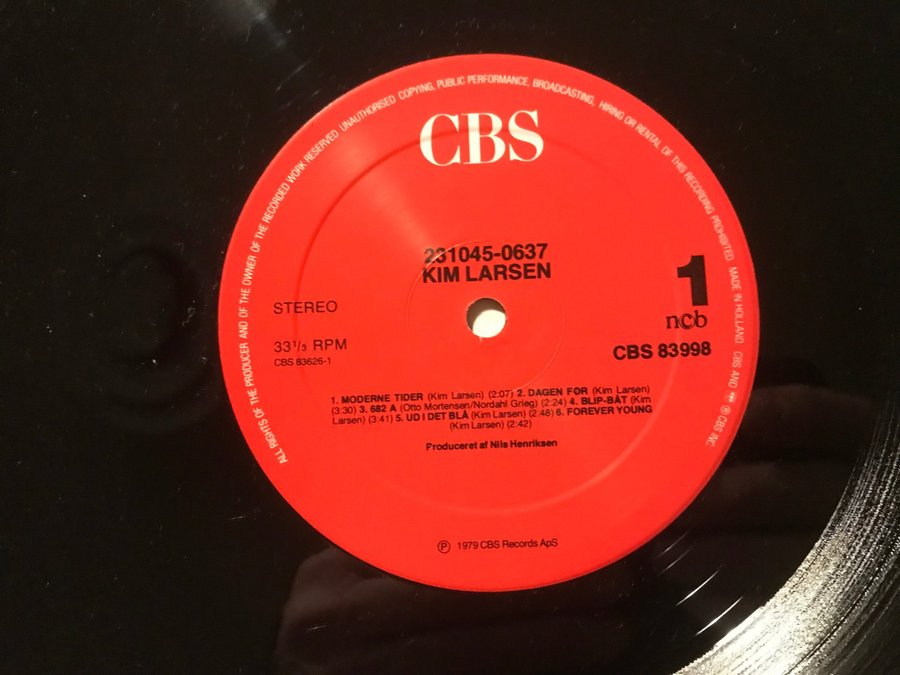 ALL RIGHTS OF THE PRODUCER AND OF THE OWNER OF THE RECORDED WORK RESERVED UNAUTHORISED COPYING, PUBLIC PERFORMANCE, BROADCASTING, HIRING OR RENTAL OF THIS RECORDING PROHIBITED MADE IN HOLLAND CBS AND ℗ CBS INC.
CBS
231045-0637
KIM LARSEN
STEREO
1
ncb
33 1/3 RPM
CBS 83998
CBS 83626-1
1. MODERNE TIDER (Kim Larsen) (2:07) 2. DAGEN FØR (Kim Larsen)
(3:30) 3. 682 A (Otto Mortensen/Nordahl Grieg) (2:24) 4. BLIP-BÅT (Kim
Larsen) (3:41) 5. UD I DET BLÅ (Kim Larsen) (2:48) 6. FOREVER YOUNG
(Kim Larsen) (2:42)
Produceret af Nils Henriksen
℗ 1979 CBS Records ApS